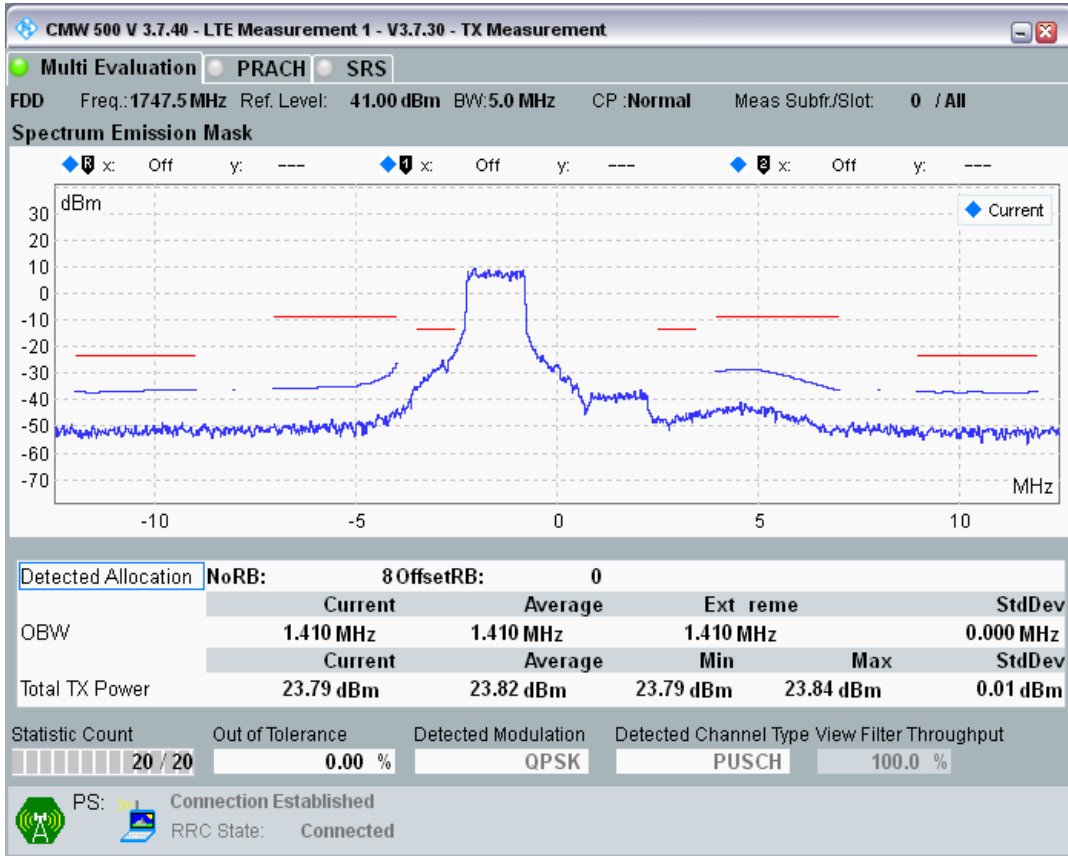 CMW 500 V 3.7.40 - LTE Measurement 1 - V3.7.30 - TX Measurement
Multi Evaluation PRACH SRS
FDD Freq.: 1747.5 MHz Ref. Level: 41.00 dBm BW: 5.0 MHz CP : Normal Meas Subfr./Slot: 0 / All
Spectrum Emission Mask
R x: Off y: --- 1 x: Off y: --- 2 x: Off y: ---
dBm
Current
30
20
10
0
-10
-20
-30
-40
-50
-60
-70
MHz
-10 -5 0 5 10
Detected Allocation NoRB: 8 OffsetRB: 0
Current Average Ext reme StdDev
OBW 1.410 MHz 1.410 MHz 1.410 MHz 0.000 MHz
Current Average Min Max StdDev
Total TX Power 23.79 dBm 23.82 dBm 23.79 dBm 23.84 dBm 0.01 dBm
Statistic Count Out of Tolerance Detected Modulation Detected Channel Type View Filter Throughput
20 / 20 0.00 % QPSK PUSCH 100.0 %
PS: Connection Established
RRC State: Connected